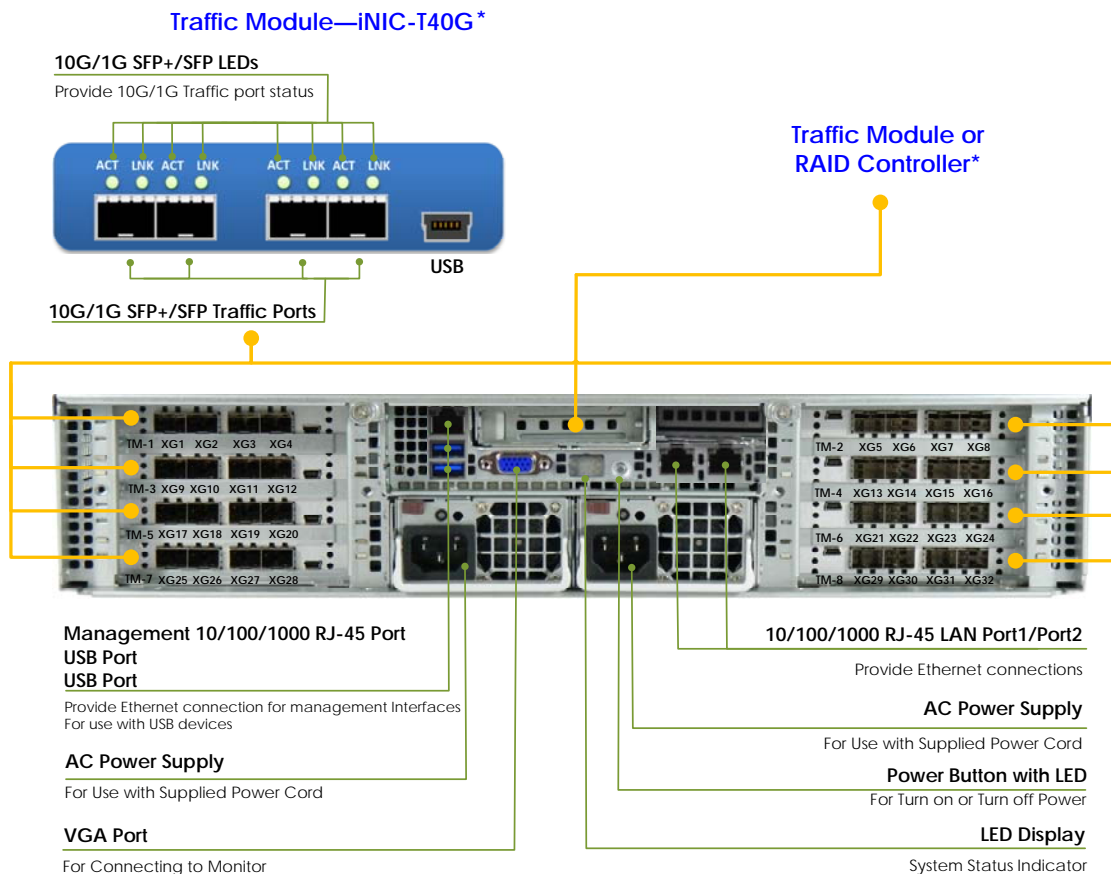 Traffic Module—iNIC-T40G*
10G/1G SFP+/SFP LEDs
Provide 10G/1G Traffic port status
Traffic Module or
RAID Controller*
ACT LNK ACT LNK ACT LNK ACT LNK
USB
10G/1G SFP+/SFP Traffic Ports
TM-1 XG1 XG2 XG3 XG4
TM-2 XG5 XG6 XG7 XG8
TM-3 XG9 XG10 XG11 XG12
TM-4 XG13 XG14 XG15 XG16
TM-5 XG17 XG18 XG19 XG20
TM-6 XG21 XG22 XG23 XG24
TM-7 XG25 XG26 XG27 XG28
TM-8 XG29 XG30 XG31 XG32
Management 10/100/1000 RJ-45 Port
USB Port
USB Port
Provide Ethernet connection for management Interfaces
For use with USB devices
AC Power Supply
For Use with Supplied Power Cord
VGA Port
For Connecting to Monitor
10/100/1000 RJ-45 LAN Port1/Port2
Provide Ethernet connections
AC Power Supply
For Use with Supplied Power Cord
Power Button with LED
For Turn on or Turn off Power
LED Display
System Status Indicator